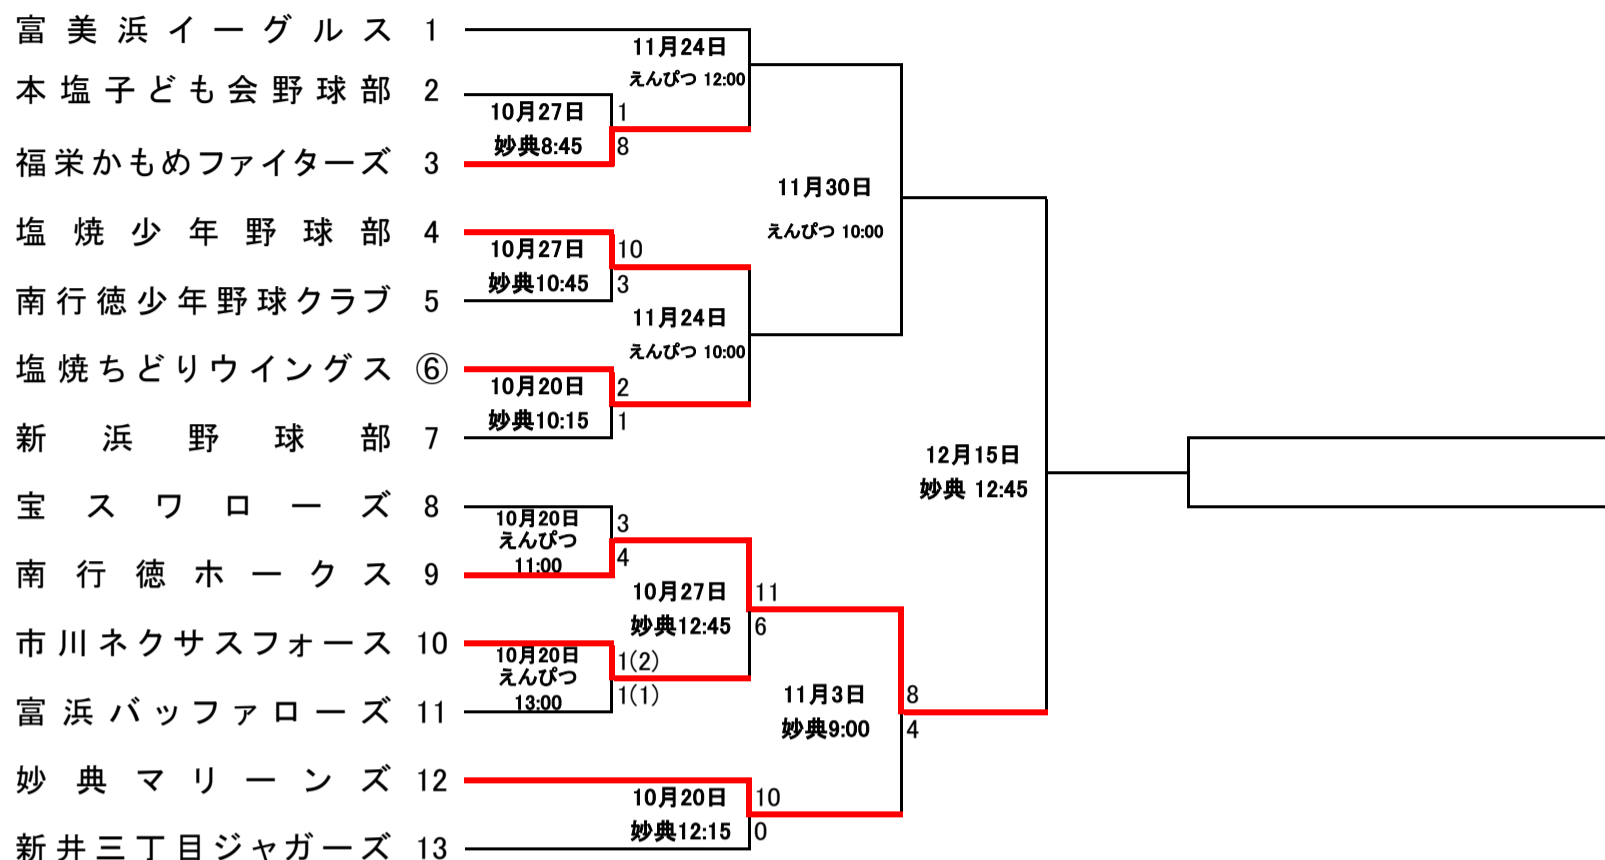 富美浜イーグルス 1
11月24日
えんぴつ 12:00
本塩子ども会野球部 2
10月27日 1
妙典8:45 8
福栄かもめファイターズ 3
11月30日
えんぴつ 10:00
塩焼少年野球部 4
10月27日 10
妙典10:45 3
南行徳少年野球クラブ 5
11月24日
えんぴつ 10:00
塩焼ちどりウイングス ⑥
10月20日 2
妙典10:15 1
新浜野球部 7
12月15日
妙典 12:45
宝スワローズ 8
10月20日 3
えんぴつ
11:00 4
南行徳ホークス 9
10月27日 11
妙典12:45 6
市川ネクサスフォース 10
10月20日 1(2)
えんぴつ
13:00 1(1)
富浜バッファローズ 11
11月3日 8
妙典9:00 4
妙典マリーンズ 12
10月20日 10
妙典12:15 0
新井三丁目ジャガーズ 13